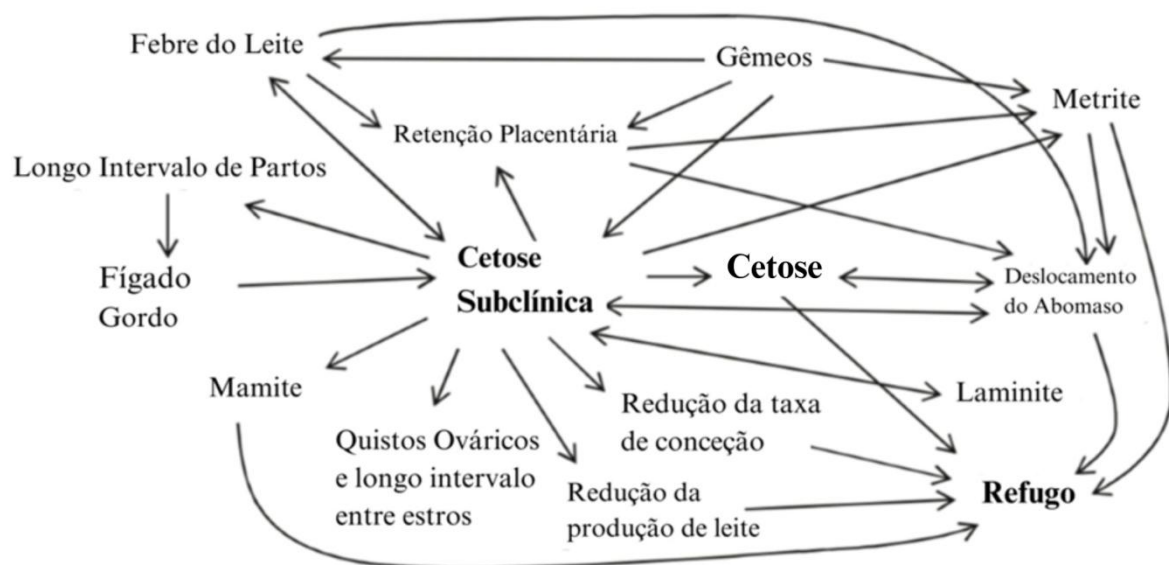 Febre do Leite
Gêmeos
Metrite
Retenção Placentária
Longo Intervalo de Partos
Cetose
Subclínica
Cetose
Fígado
Gordo
Deslocamento
do Abomaso
Mamite
Laminite
Redução da taxa
de conceção
Quistos Ováricos
e longo intervalo
entre estros
Redução da
produção de leite
Refugo